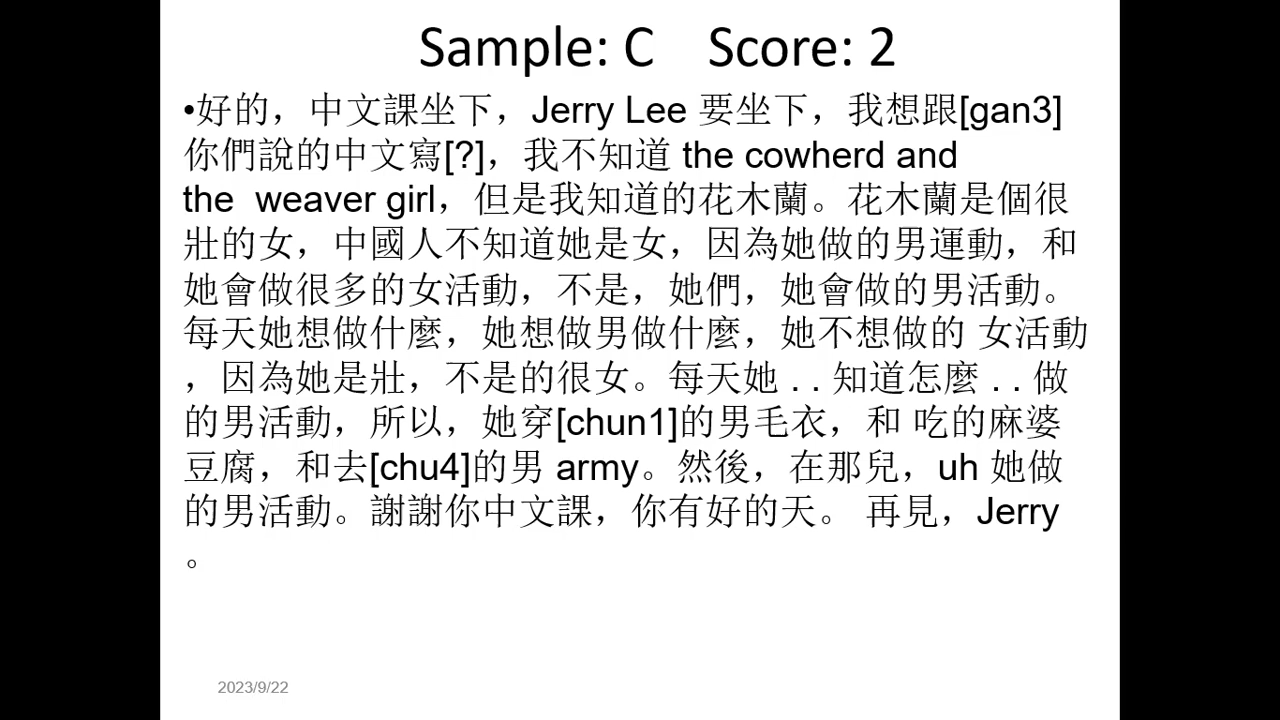 Sample: C Score: 2
•好的，中文課坐下，Jerry Lee 要坐下，我想跟[gan3]
你們說的中文寫[?]，我不知道 the cowherd and
the weaver girl，但是我知道的花木蘭。花木蘭是個很
壯的女，中國人不知道她是女，因為她做的男運動，和
她會做很多的女活動，不是，她們，她會做的男活動。
每天她想做什麼，她想做男做什麼，她不想做的 女活動
，因為她是壯，不是的很女。每天她 . . 知道怎麼 . . 做
的男活動，所以，她穿[chun1]的男毛衣，和 吃的麻婆
豆腐，和去[chu4]的男 army。然後，在那兒，uh 她做
的男活動。謝謝你中文課，你有好的天。 再見，Jerry
。
2023/9/22